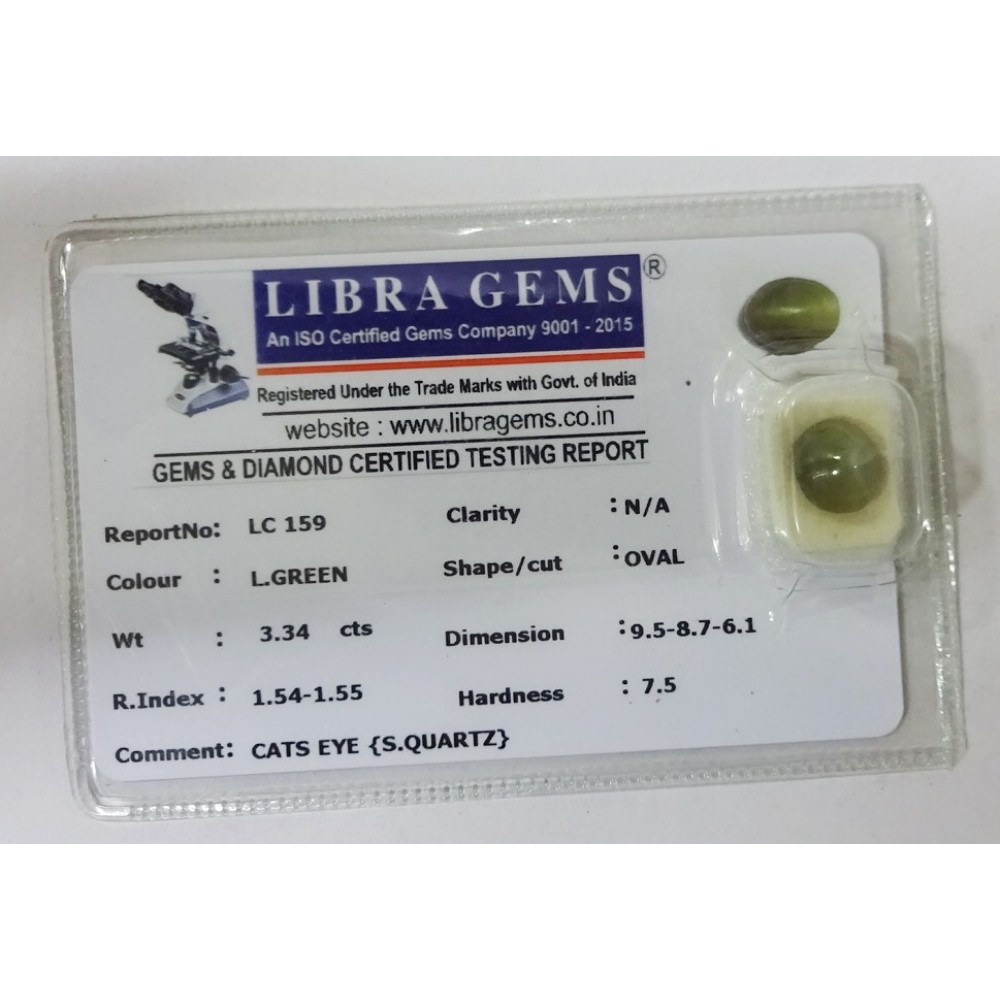 LIBRA GEMS ®
An ISO Certified Gems Company 9001 - 2015
Registered Under the Trade Marks with Govt. of India
website : www.libragems.co.in
GEMS & DIAMOND CERTIFIED TESTING REPORT
ReportNo: LC 159 Clarity : N/A
Colour : L.GREEN Shape/cut : OVAL
Wt : 3.34 cts Dimension : 9.5-8.7-6.1
R.Index : 1.54-1.55 Hardness : 7.5
Comment: CATS EYE {S.QUARTZ}